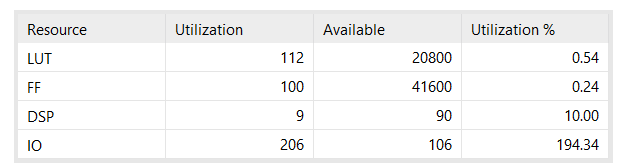 Resource Utilization Available Utilization %
LUT 112 20800 0.54
FF 100 41600 0.24
DSP 9 90 10.00
IO 206 106 194.34